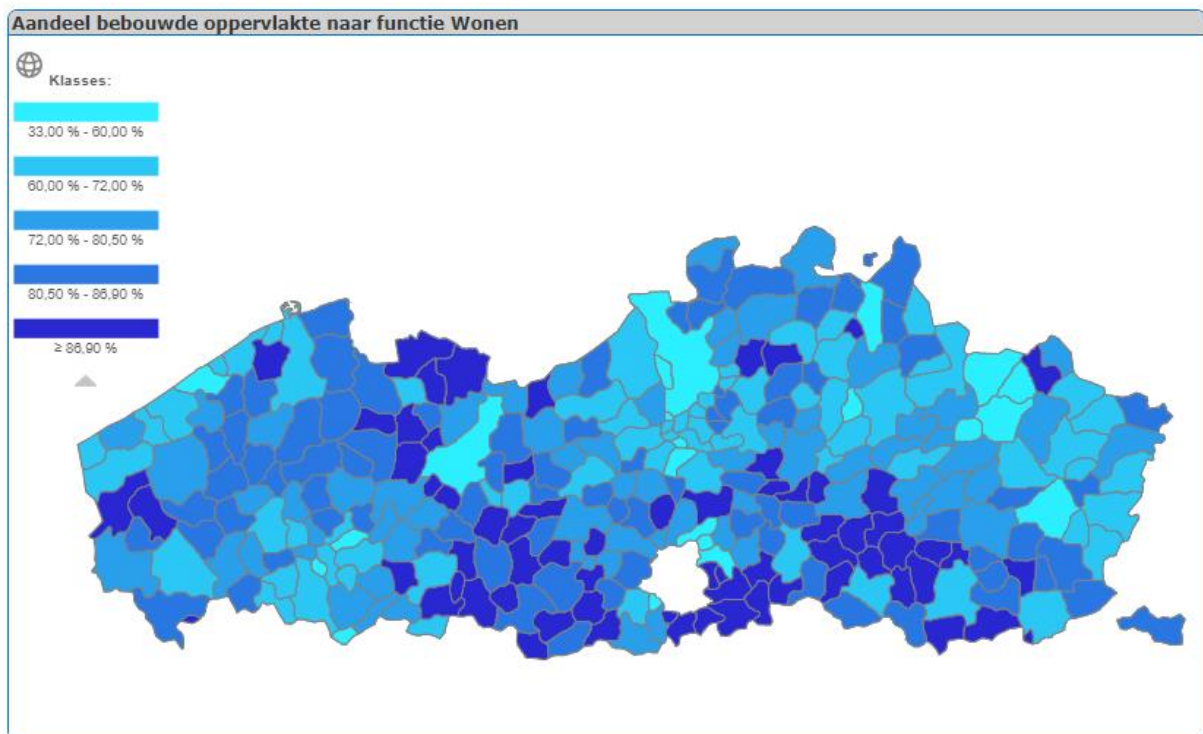 Aandeel bebouwde oppervlakte naar functie Wonen
Klasses:
33,00 % - 60,00 %
60,00 % - 72,00 %
72,00 % - 80,50 %
80,50 % - 86,90 %
≥ 86,90 %